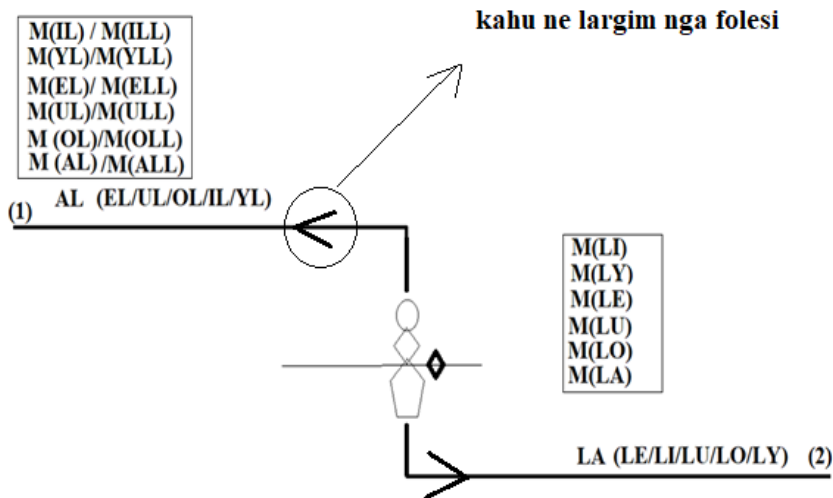 kahu ne largim nga folesi
M(IL) / M(ILL)
M(YL)/M(YLL)
M(EL)/ M(ELL)
M(UL)/M(ULL)
M (OL)/M(OLL)
M (AL) /M(ALL)
AL (EL/UL/OL/IL/YL)
(1)
M(LI)
M(LY)
M(LE)
M(LU)
M(LO)
M(LA)
LA (LE/LI/LU/LO/LY) (2)